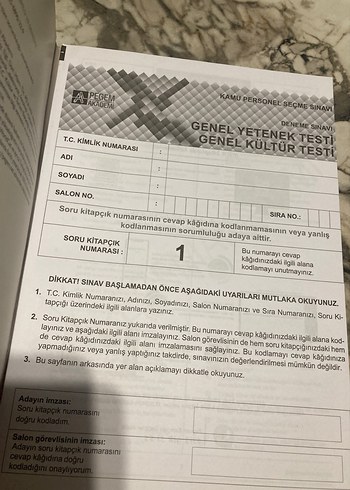 PEGEM
AKADEMİ
KAMU PERSONEL SEÇME SINAVI
DENEME SINAVI
GENEL YETENEK TESTİ
GENEL KÜLTÜR TESTİ
T.C. KİMLİK NUMARASI :
ADI :
SOYADI :
SALON NO. :
SIRA NO.:
Soru kitapçık numarasının cevap kâğıdına kodlanmamasının veya yanlış
kodlanmasının sorumluluğu adaya aittir.
SORU KİTAPÇIK
NUMARASI :
1
Bu numarayı cevap
kâğıdınızdaki ilgili alana
kodlamayı unutmayınız.
DİKKAT! SINAV BAŞLAMADAN ÖNCE AŞAĞIDAKİ UYARILARI MUTLAKA OKUYUNUZ.
1. T.C. Kimlik Numaranızı, Adınızı, Soyadınızı, Salon Numaranızı ve Sıra Numaranızı, Soru Ki-
tapçığı üzerindeki ilgili alanlara yazınız.
2. Soru Kitapçık Numaranız yukarıda verilmiştir. Bu numarayı cevap kâğıdınızdaki ilgili alana kod-
layınız ve aşağıdaki ilgili alanı imzalayınız. Salon görevlisinin de hem soru kitapçığınızdaki hem
de cevap kâğıdınızdaki ilgili alanı imzalamasını sağlayınız. Bu kodlamayı cevap kâğıdınıza
yapmadığınız veya yanlış yaptığınız takdirde, sınavınızın değerlendirilmesi mümkün değildir.
3. Bu sayfanın arkasında yer alan açıklamayı dikkatle okuyunuz.
Adayın imzası:
Soru kitapçık numarasını
doğru kodladım.
Salon görevlisinin imzası:
Adayın soru kitapçık numarasını
cevap kâğıdına doğru
kodladığını onaylıyorum.